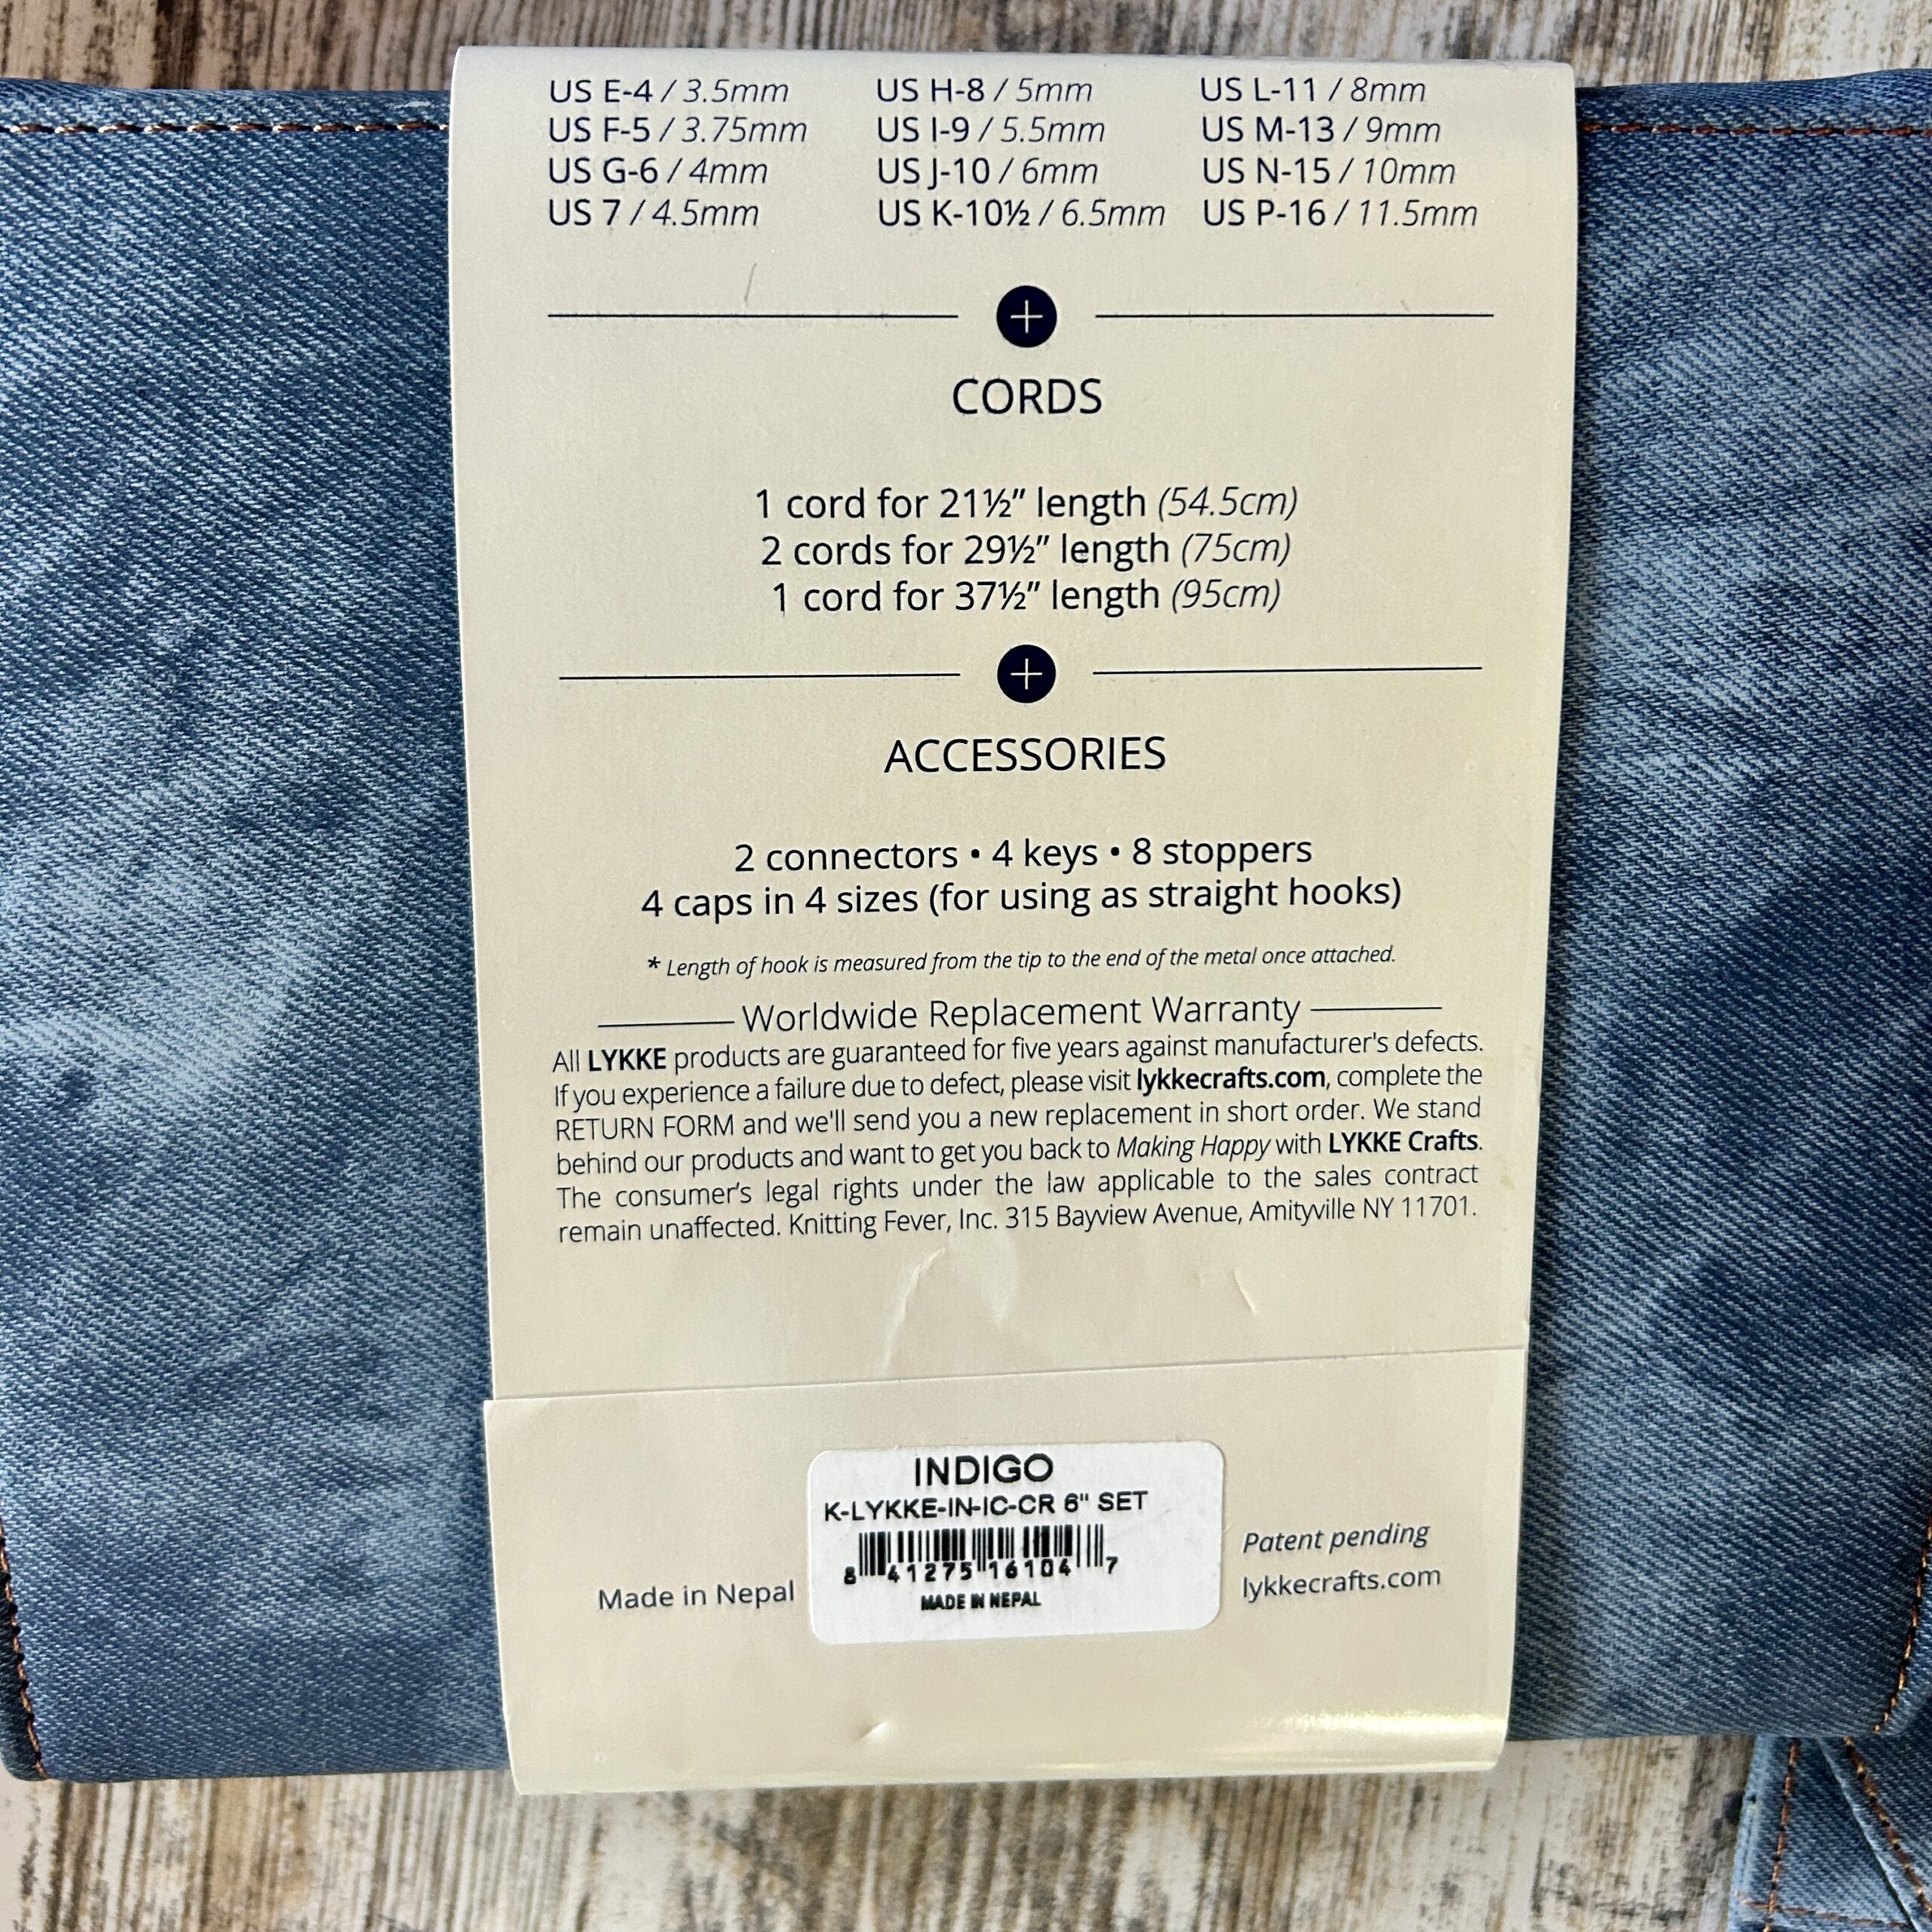 US E-4 / 3.5mm US H-8 / 5mm US L-11 / 8mm
US F-5 / 3.75mm US I-9 / 5.5mm US M-13 / 9mm
US G-6 / 4mm US J-10 / 6mm US N-15 / 10mm
US 7 / 4.5mm US K-10½ / 6.5mm US P-16 / 11.5mm
CORDS
1 cord for 21½” length (54.5cm)
2 cords for 29½” length (75cm)
1 cord for 37½” length (95cm)
ACCESSORIES
2 connectors • 4 keys • 8 stoppers
4 caps in 4 sizes (for using as straight hooks)
* Length of hook is measured from the tip to the end of the metal once attached.
Worldwide Replacement Warranty
All LYKKE products are guaranteed for five years against manufacturer's defects.
If you experience a failure due to defect, please visit lykkecrafts.com, complete the
RETURN FORM and we'll send you a new replacement in short order. We stand
behind our products and want to get you back to Making Happy with LYKKE Crafts.
The consumer’s legal rights under the law applicable to the sales contract
remain unaffected. Knitting Fever, Inc. 315 Bayview Avenue, Amityville NY 11701.
INDIGO
K-LYKKE-IN-IC-CR 6" SET
8 41275 16104 7
MADE IN NEPAL
Made in Nepal
Patent pending
lykkecrafts.com